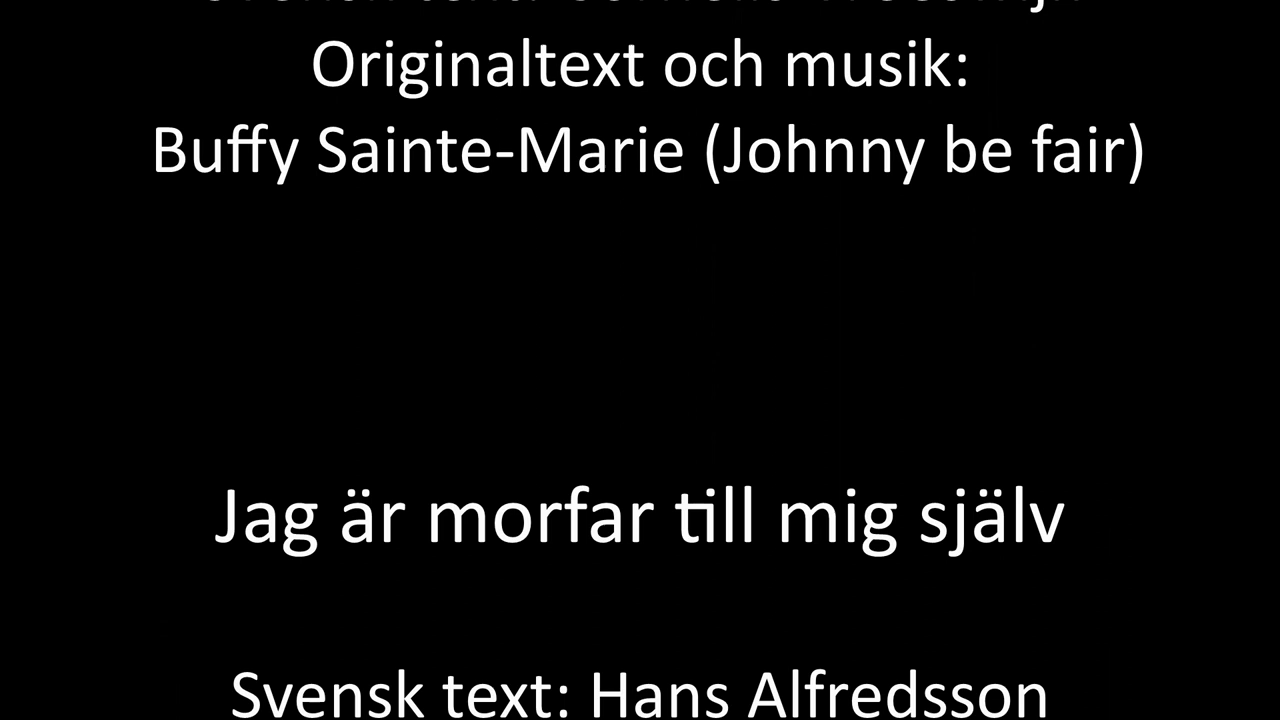 Originaltext och musik:
Buffy Sainte-Marie (Johnny be fair)
Jag är morfar till mig själv
Svensk text: Hans Alfredsson